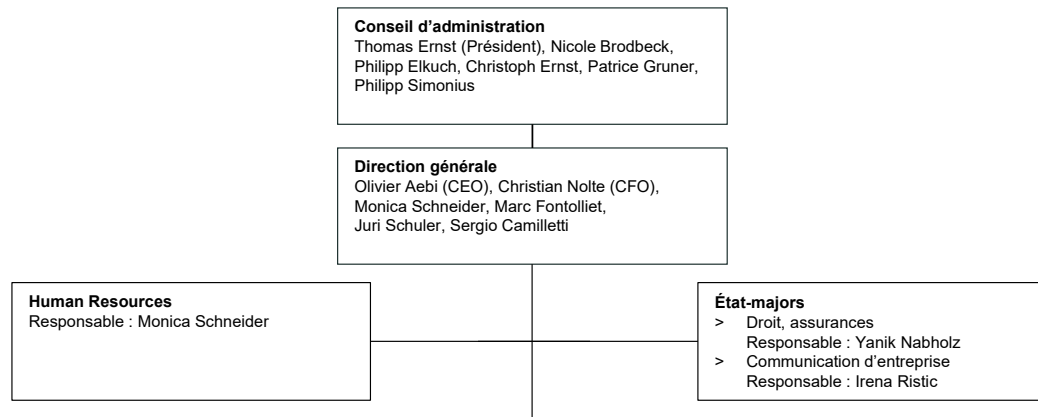 Conseil d’administration
Thomas Ernst (Président), Nicole Brodbeck,
Philipp Elkuch, Christoph Ernst, Patrice Gruner,
Philipp Simonius
Direction générale
Olivier Aebi (CEO), Christian Nolte (CFO),
Monica Schneider, Marc Fontolliet,
Juri Schuler, Sergio Camilletti
Human Resources
Responsable : Monica Schneider
État-majors
> Droit, assurances
Responsable : Yanik Nabholz
> Communication d’entreprise
Responsable : Irena Ristic